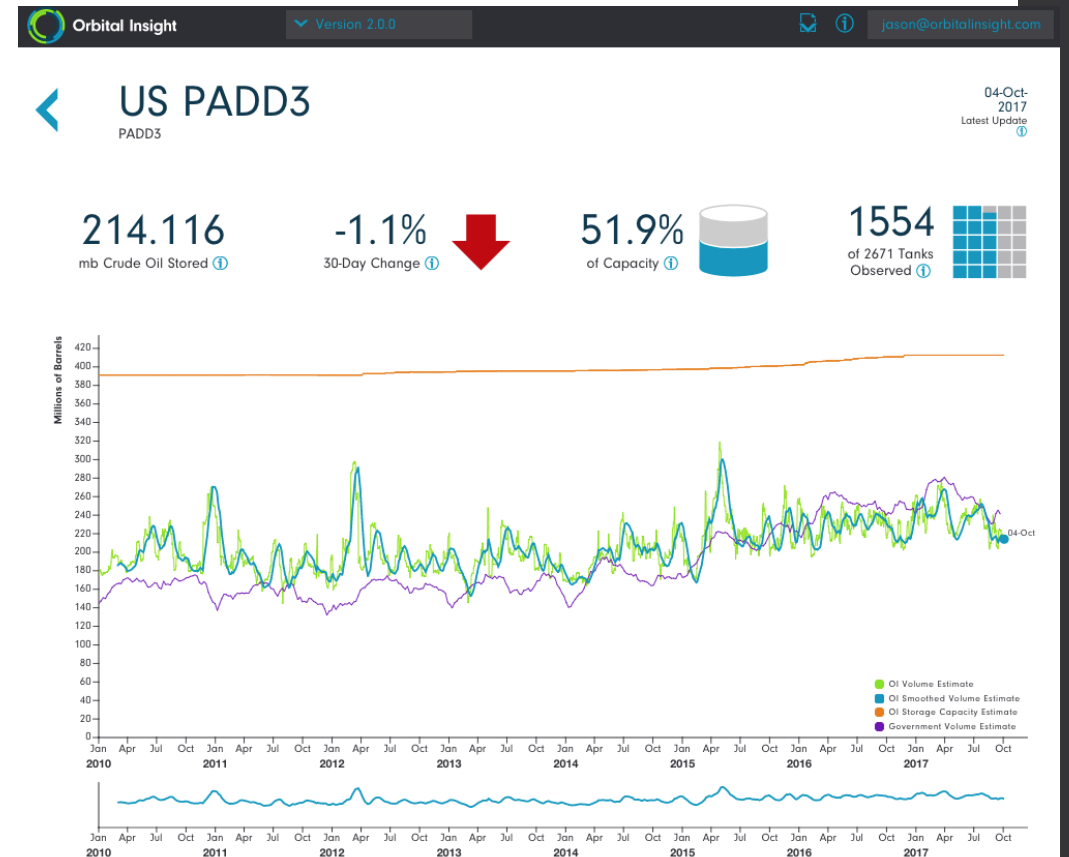 Orbital Insight
Version 2.0.0
jason@orbitalinsight.com
US PADD3
PADD3
04-Oct-
2017
Latest Update
214.116
mb Crude Oil Stored
-1.1%
30-Day Change
51.9%
of Capacity
1554
of 2671 Tanks
Observed
Millions of Barrels
420
400
380
360
340
320
300
280
260
240
220
200
180
160
140
120
100
80
60
40
20
0
04-Oct
OI Volume Estimate
OI Smoothed Volume Estimate
OI Storage Capacity Estimate
Government Volume Estimate
Jan Apr Jul Oct Jan Apr Jul Oct Jan Apr Jul Oct Jan Apr Jul Oct Jan Apr Jul Oct Jan Apr Jul Oct Jan Apr Jul Oct Jan Apr Jul Oct
2010 2011 2012 2013 2014 2015 2016 2017
Jan Apr Jul Oct Jan Apr Jul Oct Jan Apr Jul Oct Jan Apr Jul Oct Jan Apr Jul Oct Jan Apr Jul Oct Jan Apr Jul Oct Jan Apr Jul Oct
2010 2011 2012 2013 2014 2015 2016 2017